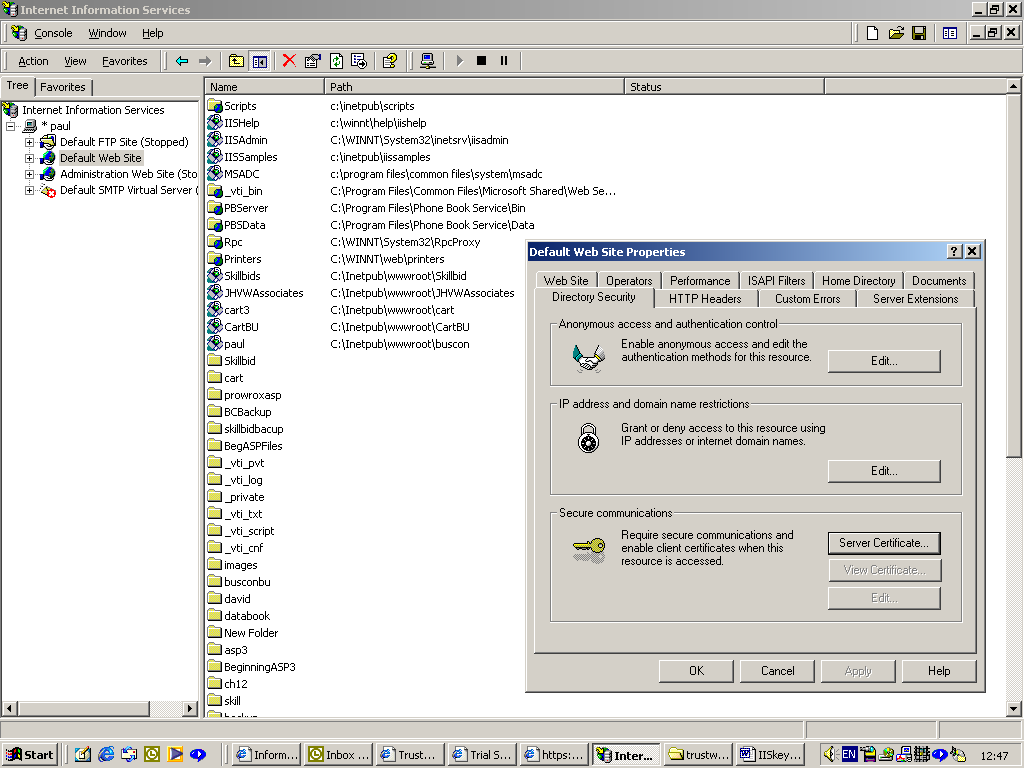 Internet Information Services
Console Window Help
Action View Favorites
Tree Favorites
Name Path Status
Internet Information Services
* paul
Default FTP Site (Stopped)
Default Web Site
Administration Web Site (Sto
Default SMTP Virtual Server (
Scripts c:\inetpub\scripts
IISHelp c:\winnt\help\iishelp
IISAdmin C:\WINNT\System32\inetsrv\iisadmin
IISSamples c:\inetpub\iissamples
MSADC c:\program files\common files\system\msadc
_vti_bin C:\Program Files\Common Files\Microsoft Shared\Web Se...
PBServer C:\Program Files\Phone Book Service\Bin
PBSData C:\Program Files\Phone Book Service\Data
Rpc C:\WINNT\System32\RpcProxy
Printers C:\WINNT\web\printers
Skillbids C:\Inetpub\wwwroot\Skillbid
JHVWAssociates C:\Inetpub\wwwroot\JHVWAssociates
cart3 C:\Inetpub\wwwroot\cart
CartBU C:\Inetpub\wwwroot\CartBU
paul C:\Inetpub\wwwroot\buscon
Skillbid
cart
prowroxasp
BCBackup
skillbidbacup
BegASPFiles
_vti_pvt
_vti_log
_private
_vti_txt
_vti_script
_vti_cnf
images
busconbu
david
databook
New Folder
asp3
BeginningASP3
ch12
skill
Default Web Site Properties
Web Site Operators Performance ISAPI Filters Home Directory Documents
Directory Security HTTP Headers Custom Errors Server Extensions
Anonymous access and authentication control
Enable anonymous access and edit the
authentication methods for this resource.
Edit...
IP address and domain name restrictions
Grant or deny access to this resource using
IP addresses or internet domain names.
Edit...
Secure communications
Require secure communications and
enable client certificates when this
resource is accessed.
Server Certificate...
View Certificate...
Edit...
OK Cancel Apply Help
Start Inform... Inbox ... Trust... Trial S... https:... Inter... trustw... IISkey... EN 12:47